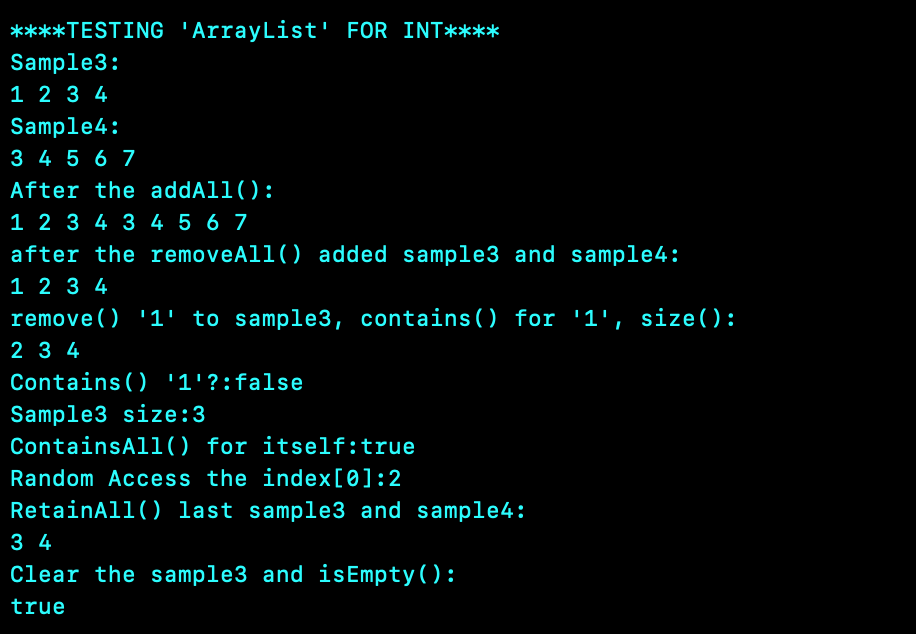 ****TESTING 'ArrayList' FOR INT****
Sample3:
1 2 3 4
Sample4:
3 4 5 6 7
After the addAll():
1 2 3 4 3 4 5 6 7
after the removeAll() added sample3 and sample4:
1 2 3 4
remove() '1' to sample3, contains() for '1', size():
2 3 4
Contains() '1'?:false
Sample3 size:3
ContainsAll() for itself:true
Random Access the index[0]:2
RetainAll() last sample3 and sample4:
3 4
Clear the sample3 and isEmpty():
true